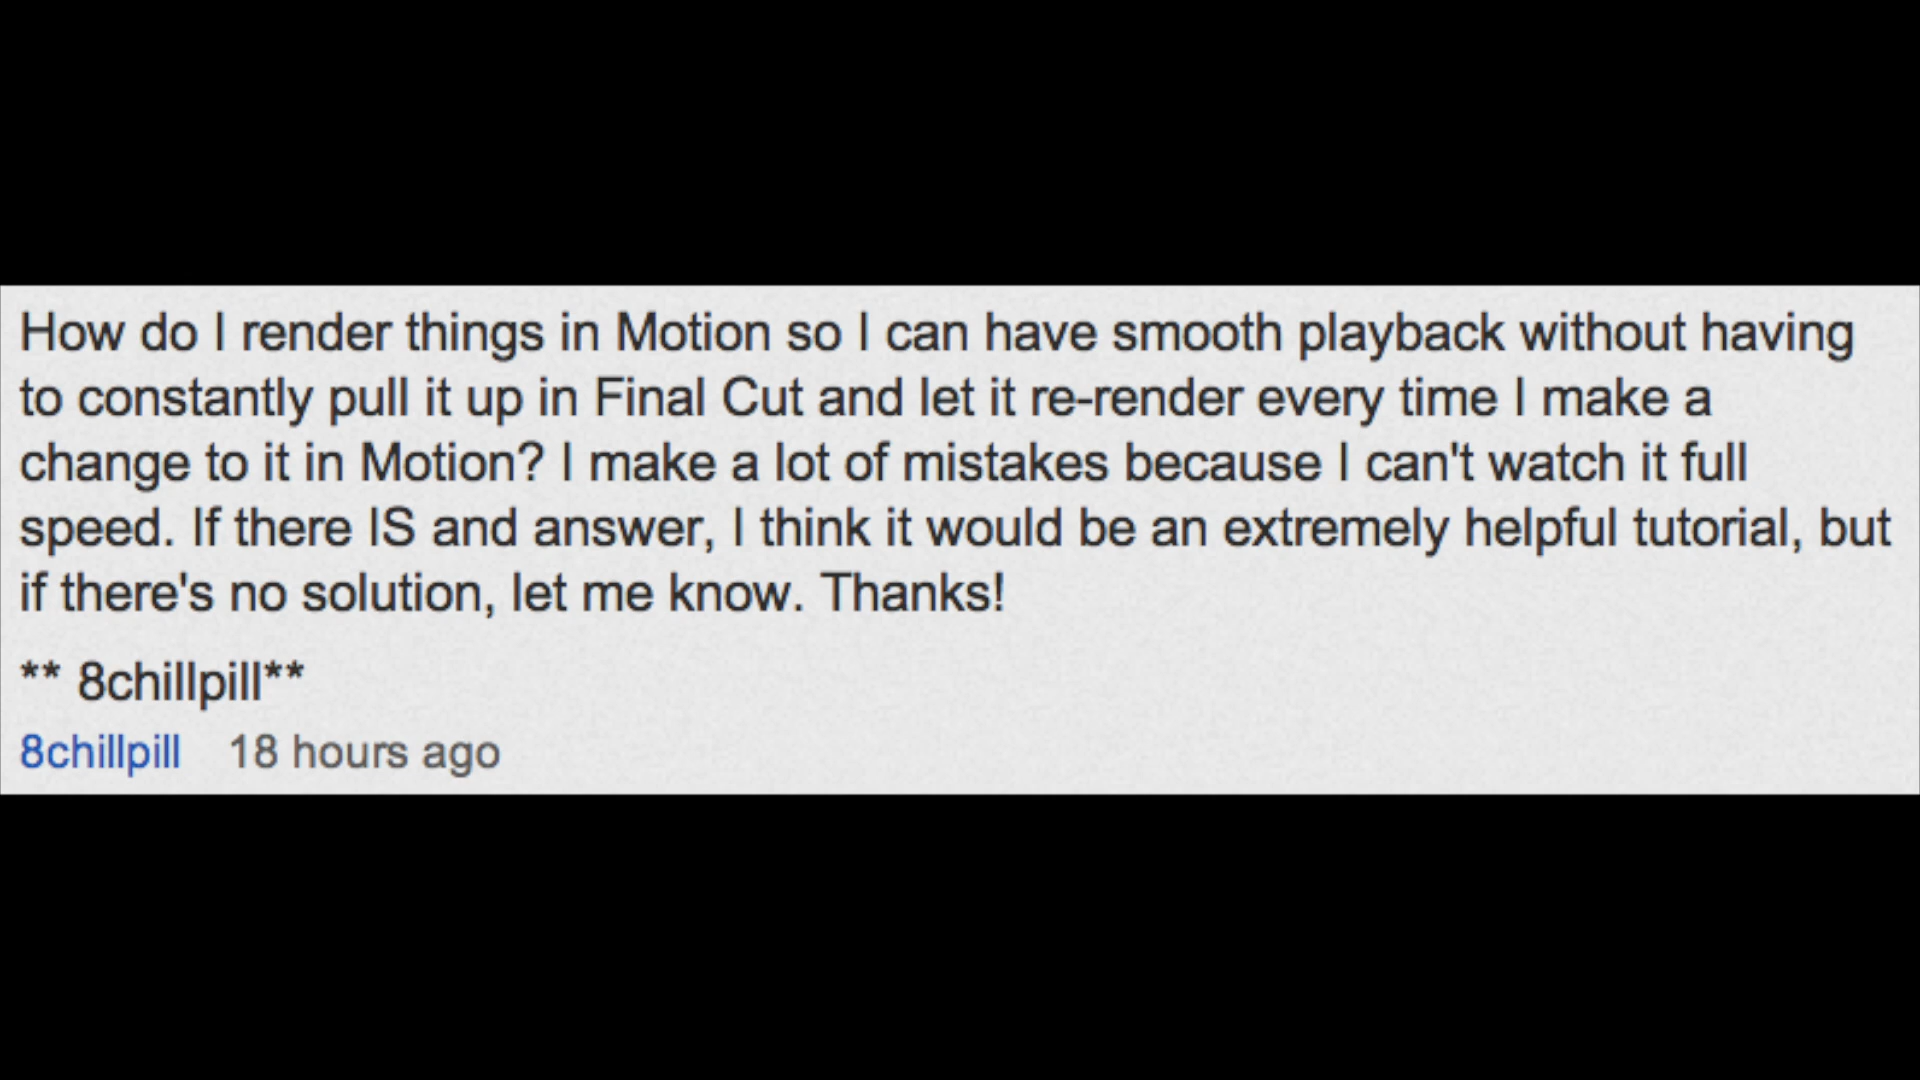 How do I render things in Motion so I can have smooth playback without having
to constantly pull it up in Final Cut and let it re-render every time I make a
change to it in Motion? I make a lot of mistakes because I can't watch it full
speed. If there IS and answer, I think it would be an extremely helpful tutorial, but
if there's no solution, let me know. Thanks!
** 8chillpill**
8chillpill 18 hours ago